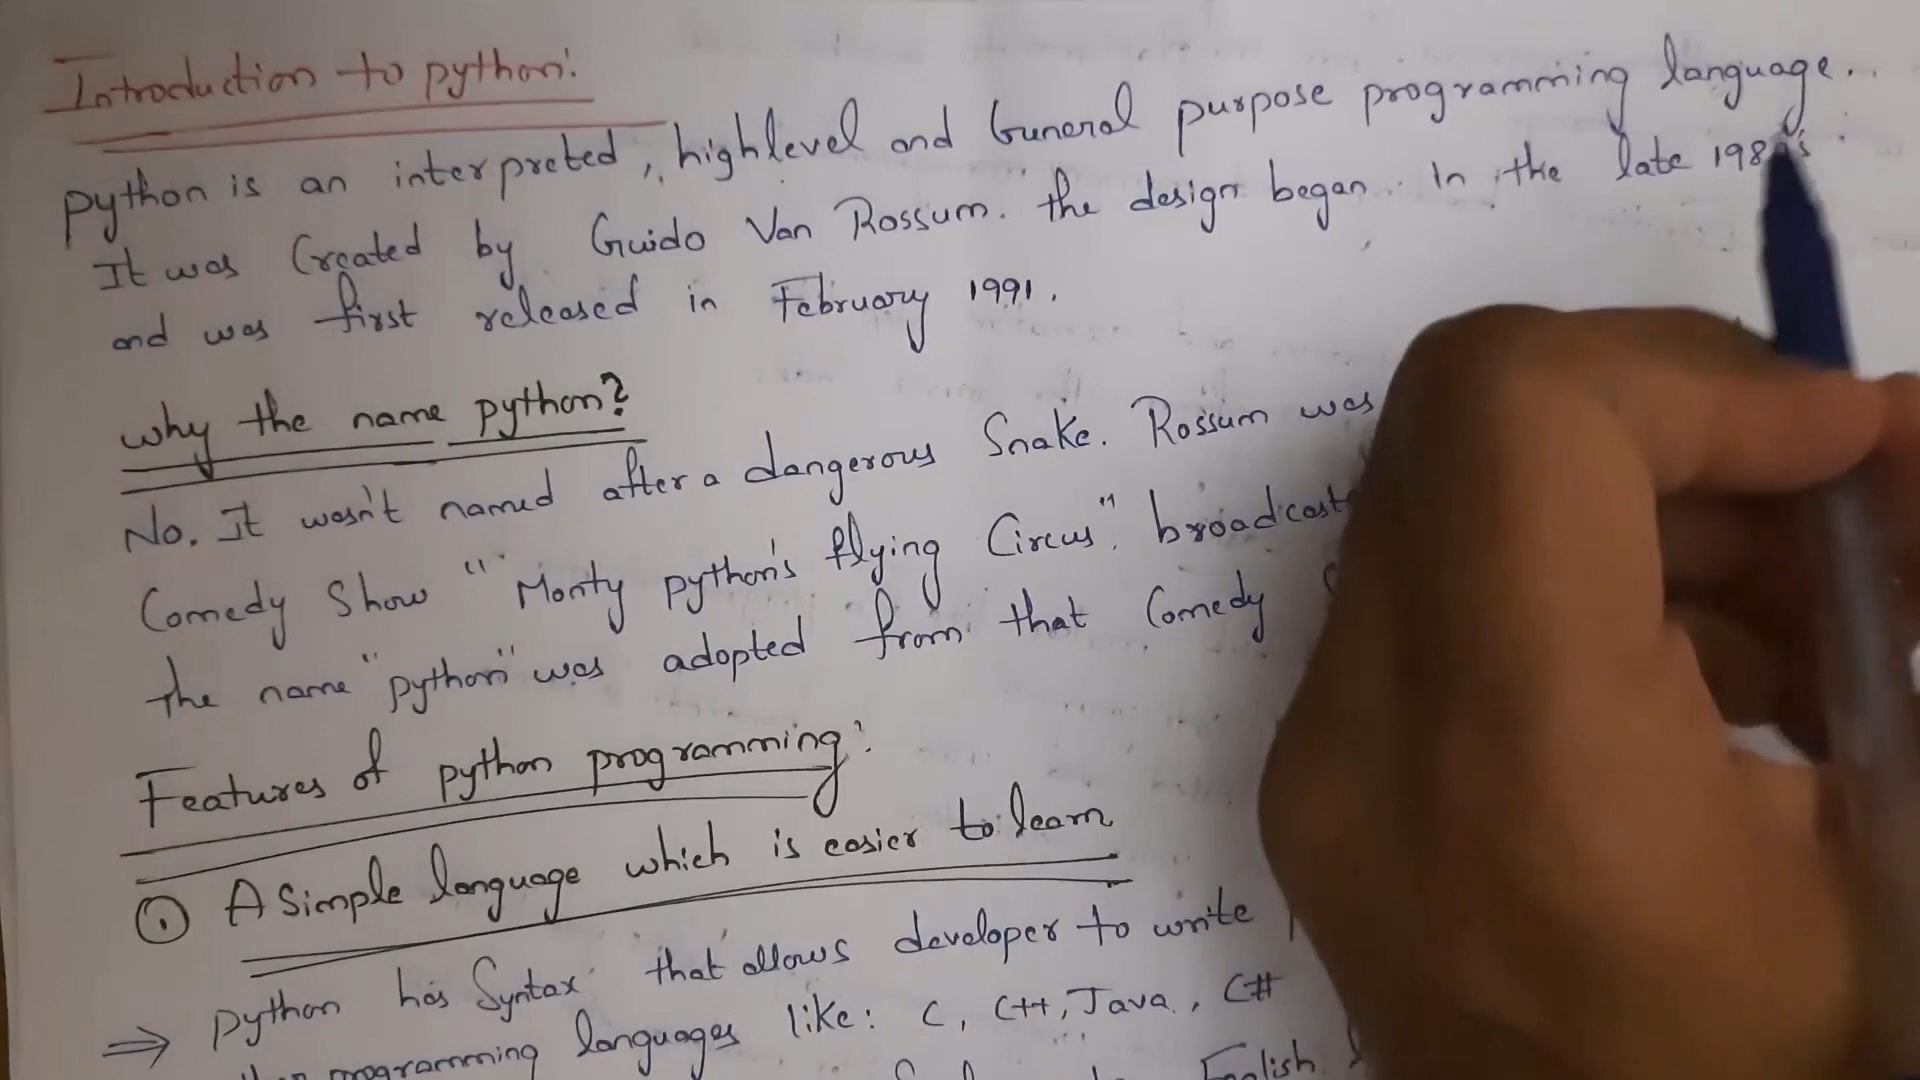 Introduction to python:
python is an interpreted, highlevel and General purpose programming language.
It was Created by Guido Van Rossum. the design began in the late 1980's
and was first released in February 1991.
why the name python?
No. It wasn't named after a dangerous Snake. Rossum was
Comedy Show "Monty python's flying Circus". broadcast
the name "python" was adopted from that Comedy
Features of python programming:
① A Simple language which is easier to learn
⇒ python has Syntax that allows developer to write
programming languages like: C, C++, Java, C#
English